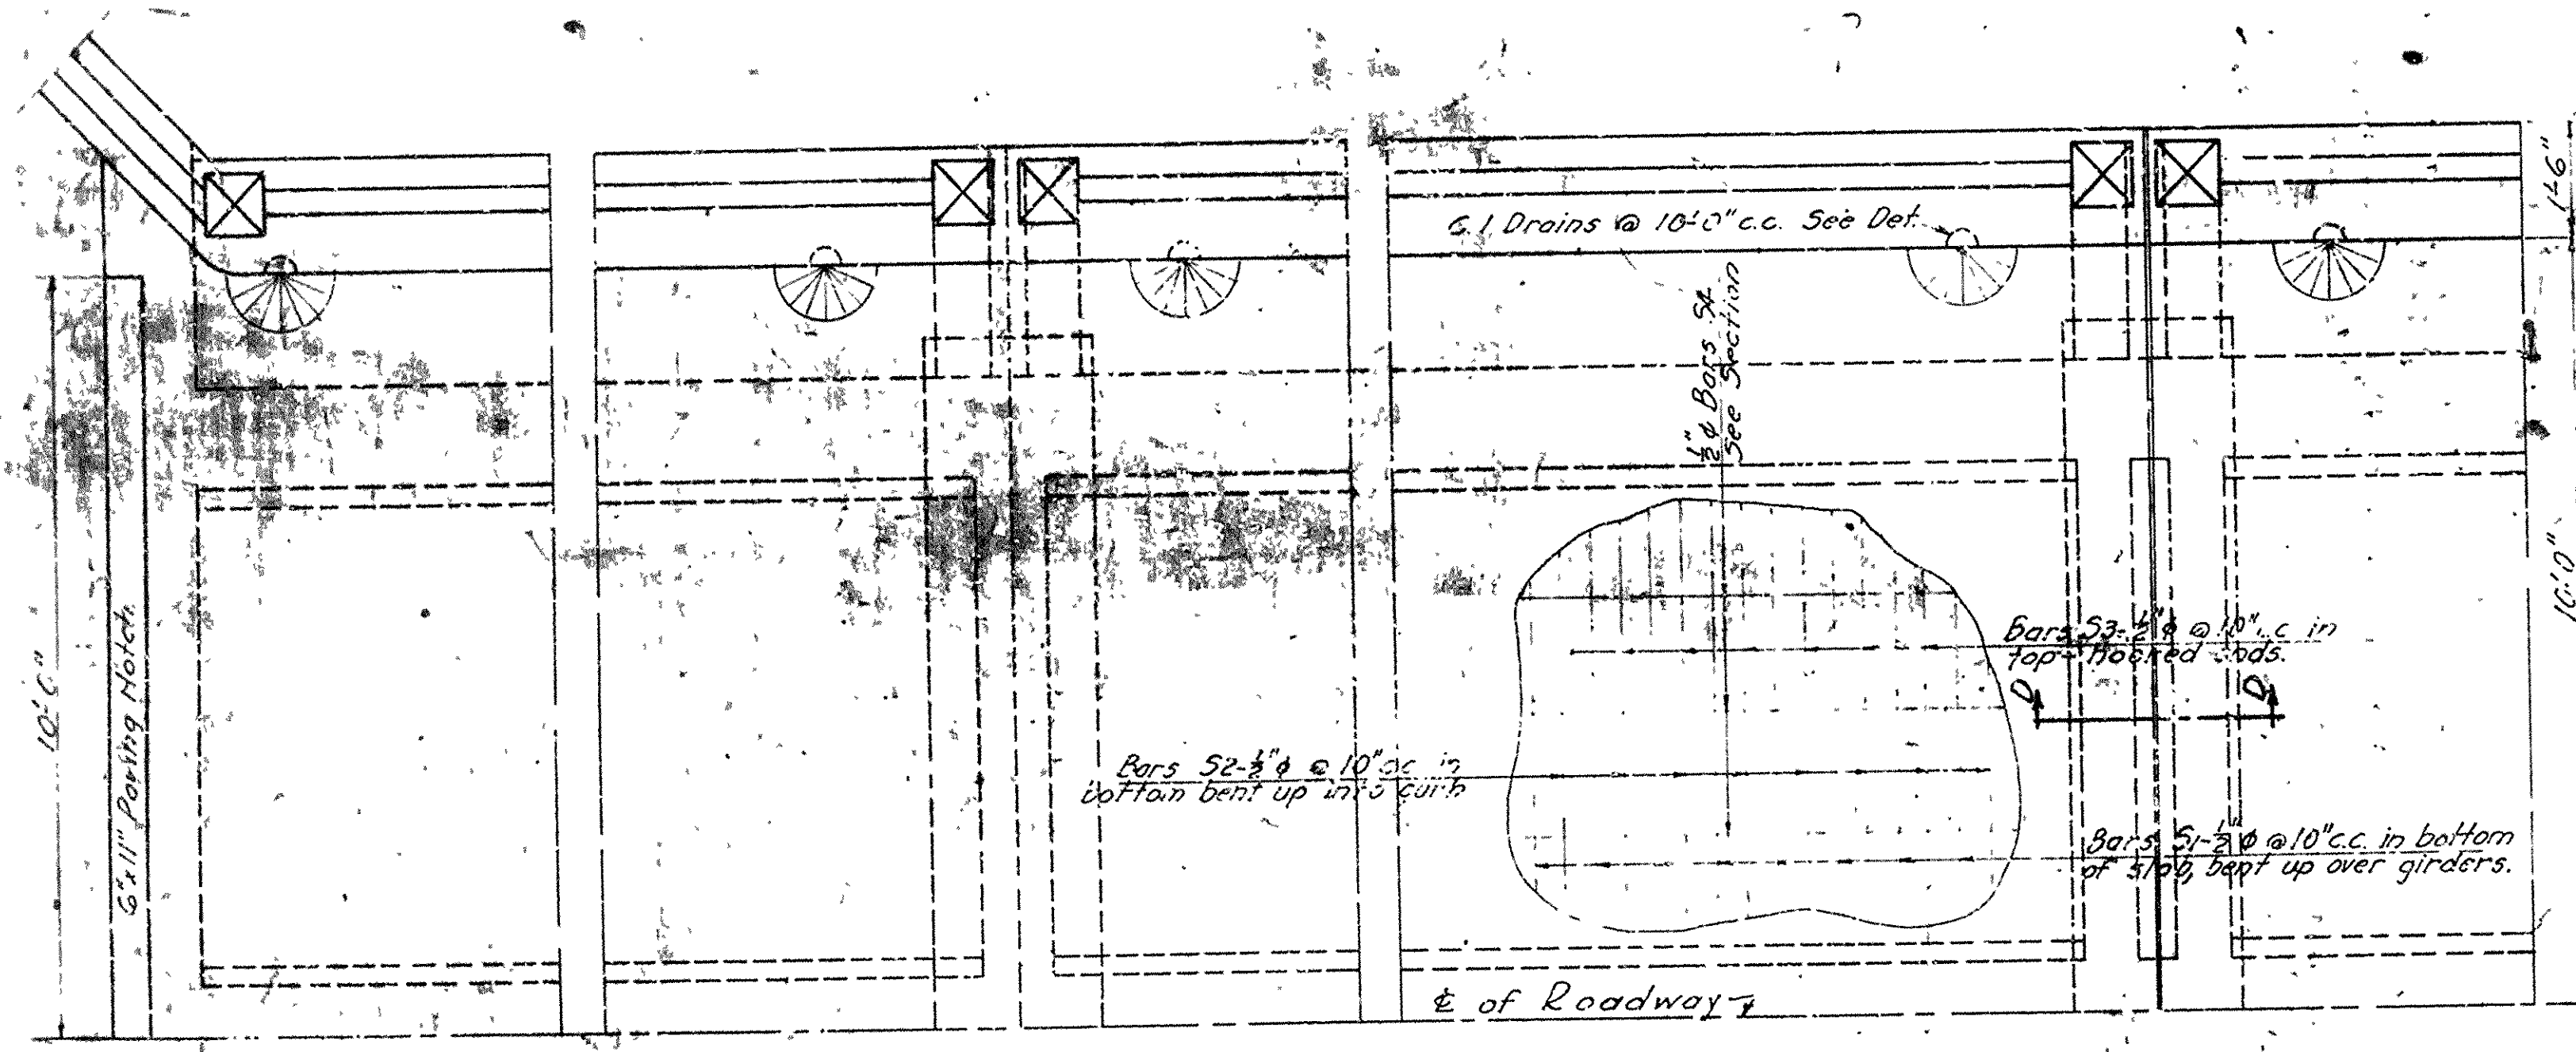 1'-6"
C.I. Drains @ 10'-0" c.c. See Det.
½" ϕ Bars S4
See Section
10'-0"
6"x11" Paving Notch.
Bars S3-½" ϕ @ 10" c.c in
top - hooked ends.
D D
10'-0"
Bars S2-½" ϕ @ 10" cc in
bottom bent up into curb
Bars S1-½" ϕ @ 10" c.c. in bottom
of slab, bent up over girders.
℄ of Roadway